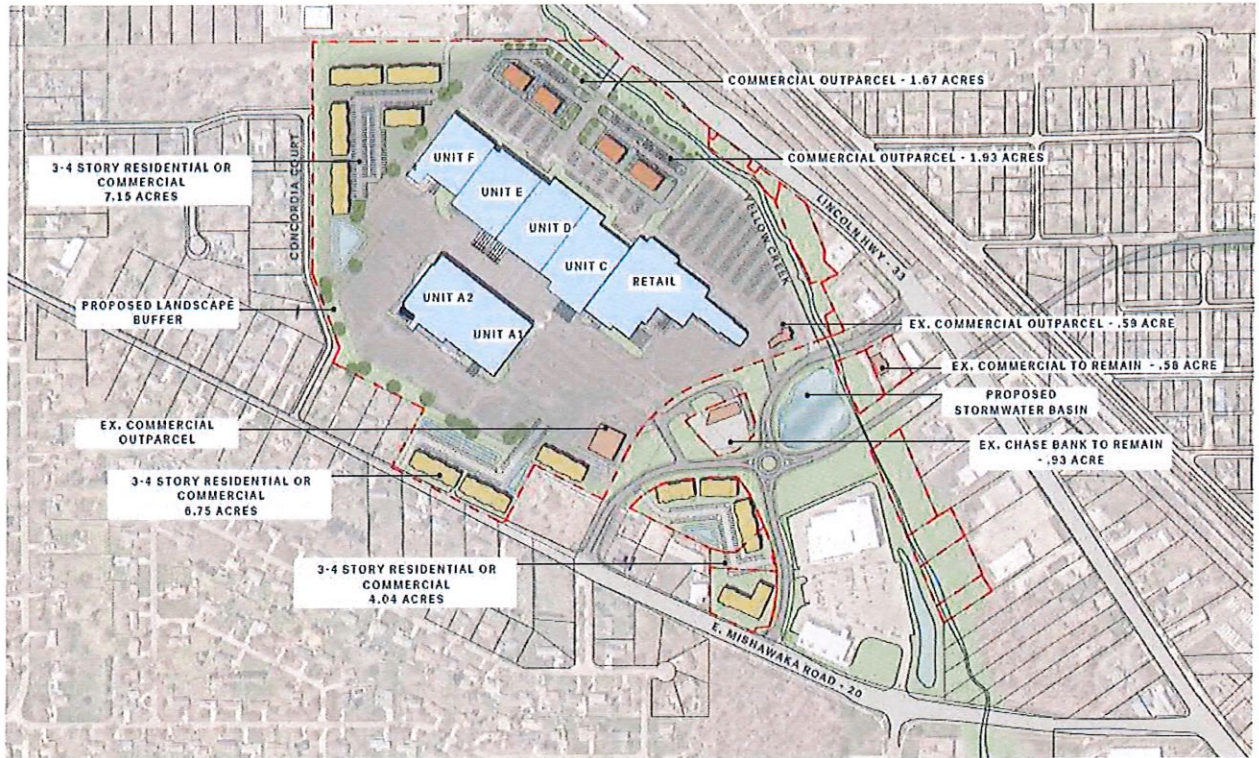 COMMERCIAL OUTPARCEL - 1.67 ACRES
COMMERCIAL OUTPARCEL - 1.93 ACRES
3-4 STORY RESIDENTIAL OR
COMMERCIAL
7.15 ACRES
CONCORDIA COURT
UNIT F
UNIT E
UNIT D
UNIT C
RETAIL
UNIT A2
UNIT A1
YELLOW CREEK
LINCOLN HWY - 33
PROPOSED LANDSCAPE
BUFFER
EX. COMMERCIAL OUTPARCEL - .59 ACRE
EX. COMMERCIAL TO REMAIN - .58 ACRE
PROPOSED
STORMWATER BASIN
EX. COMMERCIAL
OUTPARCEL
EX. CHASE BANK TO REMAIN
- .93 ACRE
3-4 STORY RESIDENTIAL OR
COMMERCIAL
6.75 ACRES
3-4 STORY RESIDENTIAL OR
COMMERCIAL
4.04 ACRES
E. MISHAWAKA ROAD - 20